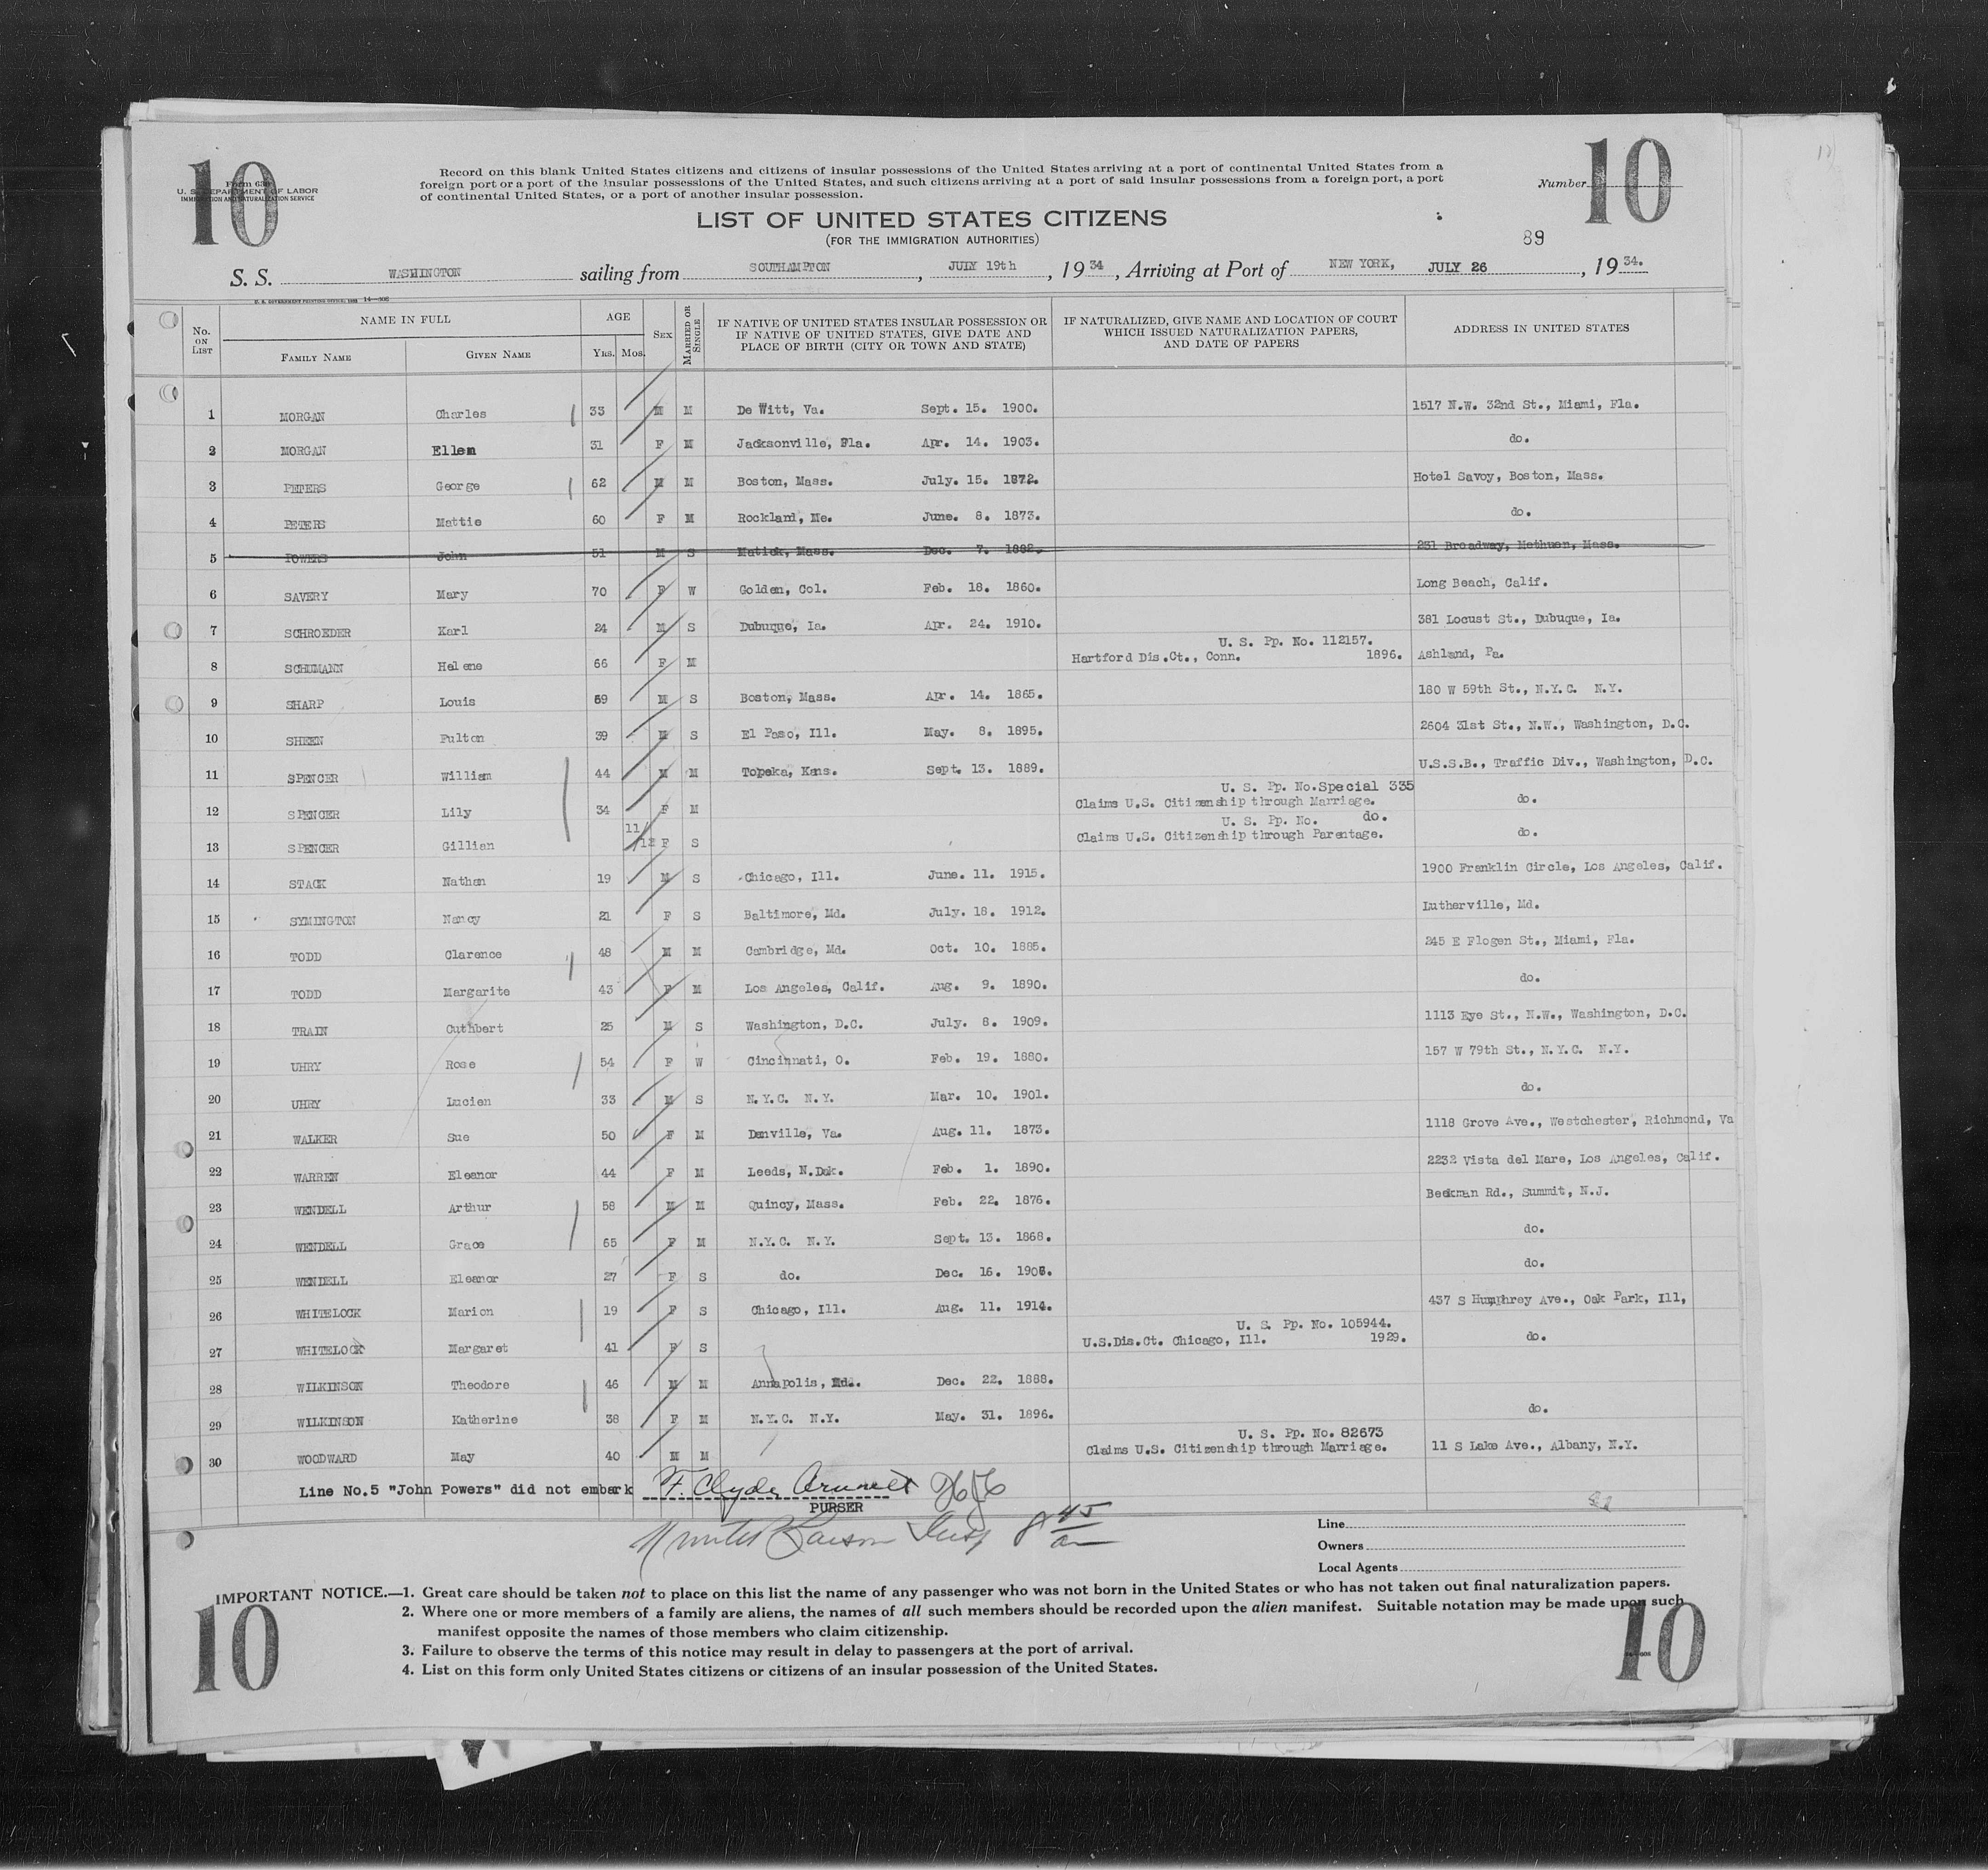 10 10
Form 630
U. S. DEPARTMENT OF LABOR
IMMIGRATION AND NATURALIZATION SERVICE
Record on this blank United States citizens and citizens of insular possessions of the United States arriving at a port of continental United States from a
foreign port or a port of the insular possessions of the United States, and such citizens arriving at a port of said insular possessions from a foreign port, a port
of continental United States, or a port of another insular possession.
Number
LIST OF UNITED STATES CITIZENS
(FOR THE IMMIGRATION AUTHORITIES)
89
S. S. WASHINGTON sailing from SOUTHAMPTON, JULY 19th, 1934, Arriving at Port of NEW YORK, JULY 26, 1934.
U. S. GOVERNMENT PRINTING OFFICE: 14—306
No. ON LIST NAME IN FULL FAMILY NAME GIVEN NAME AGE YRS. MOS. SEX MARRIED OR SINGLE IF NATIVE OF UNITED STATES INSULAR POSSESSION OR IF NATIVE OF UNITED STATES, GIVE DATE AND PLACE OF BIRTH (CITY OR TOWN AND STATE) IF NATURALIZED, GIVE NAME AND LOCATION OF COURT WHICH ISSUED NATURALIZATION PAPERS, AND DATE OF PAPERS ADDRESS IN UNITED STATES
1 MORGAN Charles 33 M M De Witt, Va. Sept. 15. 1900. 1517 N.W. 32nd St., Miami, Fla.
2 MORGAN Ellen 31 F M Jacksonville, Fla. Apr. 14. 1903. do.
3 PETERS George 62 M M Boston, Mass. July. 15. 1872. Hotel Savoy, Boston, Mass.
4 PETERS Mattie 60 F M Rockland, Me. June. 8. 1873. do.
5 POWERS John 51 M S Natick, Mass. Dec. 7. 1882. 231 Broadway, Methuen, Mass.
6 SAVERY Mary 70 F W Golden, Col. Feb. 18. 1860. Long Beach, Calif.
7 SCHROEDER Karl 24 M S Dubuque, Ia. Apr. 24. 1910. 381 Locust St., Dubuque, Ia.
U. S. Pp. No. 112157.
8 SCHUMANN Helene 66 F M Hartford Dis.Ct., Conn. 1896. Ashland, Pa.
9 SHARP Louis 69 M S Boston, Mass. Apr. 14. 1865. 180 W 59th St., N.Y.C. N.Y.
10 SHEEN Fulton 39 M S El Paso, Ill. May. 8. 1895. 2604 31st St., N.W., Washington, D.C.
11 SPENCER William 44 M M Topeka, Kans. Sept. 13. 1889. U.S.S.B., Traffic Div., Washington, D.C.
U. S. Pp. No.Special 335
12 SPENCER Lily 34 F M Claims U.S. Citizenship through Marriage. do.
U. S. Pp. No. do.
13 SPENCER Gillian 11/12 F S Claims U.S. Citizenship through Parentage. do.
14 STACK Nathan 19 M S Chicago, Ill. June. 11. 1915. 1900 Franklin Circle, Los Angeles, Calif.
15 SYMINGTON Nancy 21 F S Baltimore, Md. July. 18. 1912. Lutherville, Md.
16 TODD Clarence 48 M M Cambridge, Md. Oct. 10. 1885. 245 E Flogen St., Miami, Fla.
17 TODD Margarite 43 F M Los Angeles, Calif. Aug. 9. 1890. do.
18 TRAIN Cuthbert 25 M S Washington, D.C. July. 8. 1909. 1113 Eye St., N.W., Washington, D.C.
19 UHRY Rose 54 F W Cincinnati, O. Feb. 19. 1880. 157 W 79th St., N.Y.C. N.Y.
20 UHRY Lucien 33 M S N.Y.C. N.Y. Mar. 10. 1901. do.
21 WALKER Sue 50 F M Danville, Va. Aug. 11. 1873. 1118 Grove Ave., Westchester, Richmond, Va
22 WARREN Eleanor 44 F M Leeds, N.Dak. Feb. 1. 1890. 2232 Vista del Mare, Los Angeles, Calif.
23 WENDELL Arthur 58 M M Quincy, Mass. Feb. 22. 1876. Beekman Rd., Summit, N.J.
24 WENDELL Grace 65 F M N.Y.C. N.Y. Sept. 13. 1868. do.
25 WENDELL Eleanor 27 F S do. Dec. 16. 1906. do.
26 WHITELOCK Marion 19 F S Chicago, Ill. Aug. 11. 1914. 437 S Humphrey Ave., Oak Park, Ill,
U. S. Pp. No. 105944.
27 WHITELOCK Margaret 41 F S U.S.Dis.Ct. Chicago, Ill. 1929. do.
28 WILKINSON Theodore 46 M M Annapolis, Md.. Dec. 22. 1888.
29 WILKINSON Katherine 38 F M N.Y.C. N.Y. May. 31. 1896. do.
U. S. Pp. No. 82673
30 WOODWARD May 40 M M Claims U.S. Citizenship through Marriage. 11 S Lake Ave., Albany, N.Y.
Line No.5 "John Powers" did not embark F. Clyde
PURSER
Insp 8 45
Line
Owners
Local Agents
IMPORTANT NOTICE.—1. Great care should be taken not to place on this list the name of any passenger who was not born in the United States or who has not taken out final naturalization papers.
2. Where one or more members of a family are aliens, the names of all such members should be recorded upon the alien manifest. Suitable notation may be made upon such
manifest opposite the names of those members who claim citizenship.
3. Failure to observe the terms of this notice may result in delay to passengers at the port of arrival.
4. List on this form only United States citizens or citizens of an insular possession of the United States.
10 10